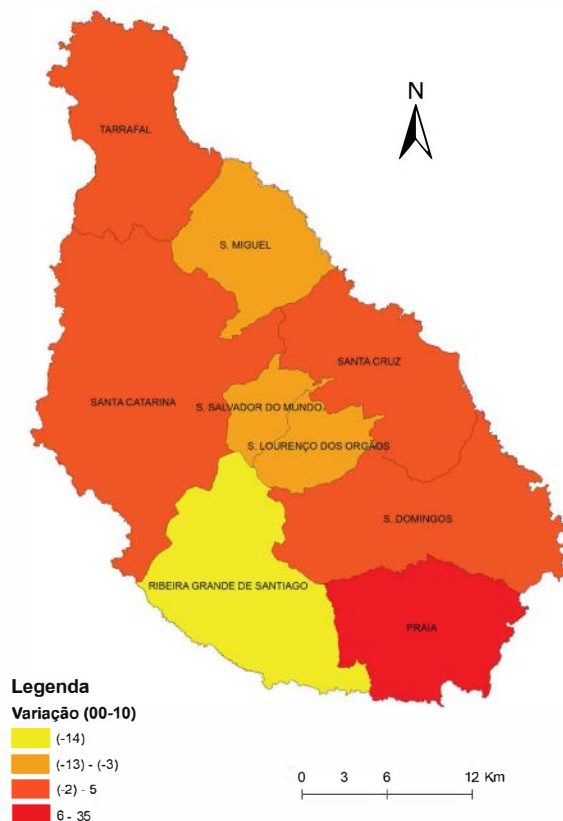 N
TARRAFAL
S. MIGUEL
SANTA CRUZ
SANTA CATARINA
S. SALVADOR DO MUNDO
S. LOURENÇO DOS ORGÃOS
S. DOMINGOS
RIBEIRA GRANDE DE SANTIAGO
PRAIA
Legenda
Variação (00-10)
(-14)
(-13) - (-3)
(-2) - 5
6 - 35
0 3 6 12 Km